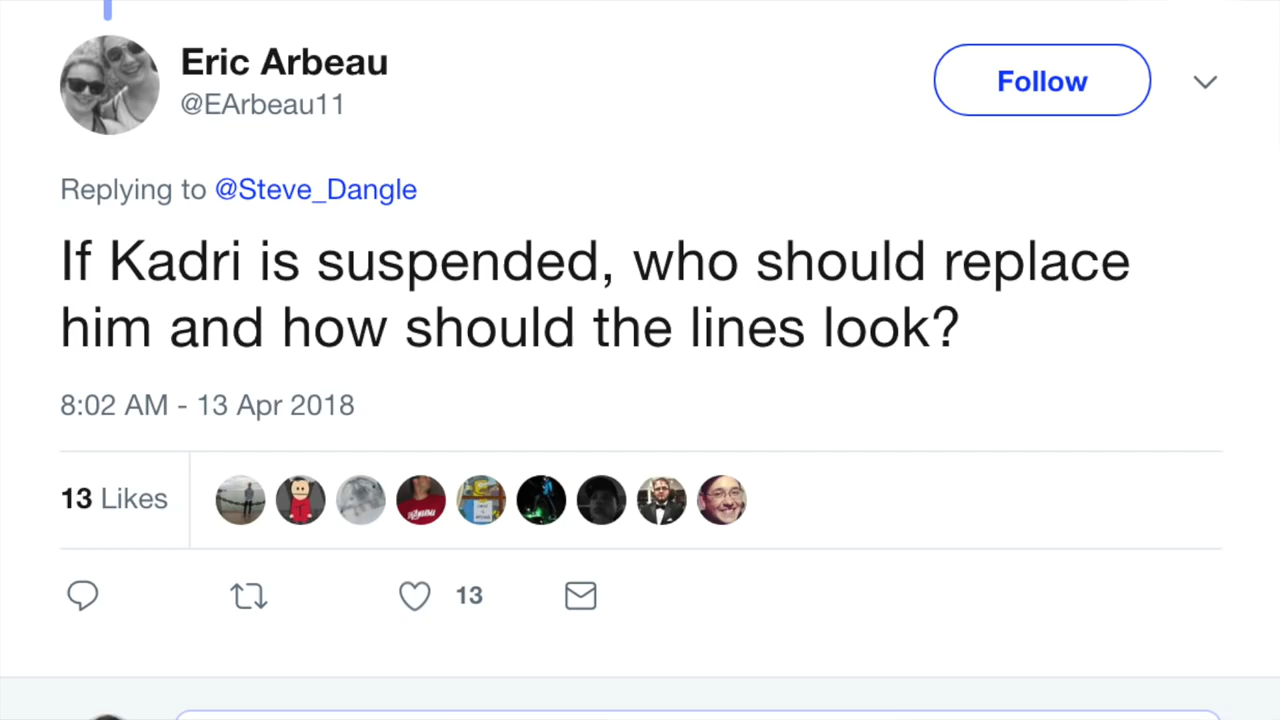 Eric Arbeau
@EArbeau11
Follow
Replying to @Steve_Dangle
If Kadri is suspended, who should replace
him and how should the lines look?
8:02 AM - 13 Apr 2018
13 Likes
13